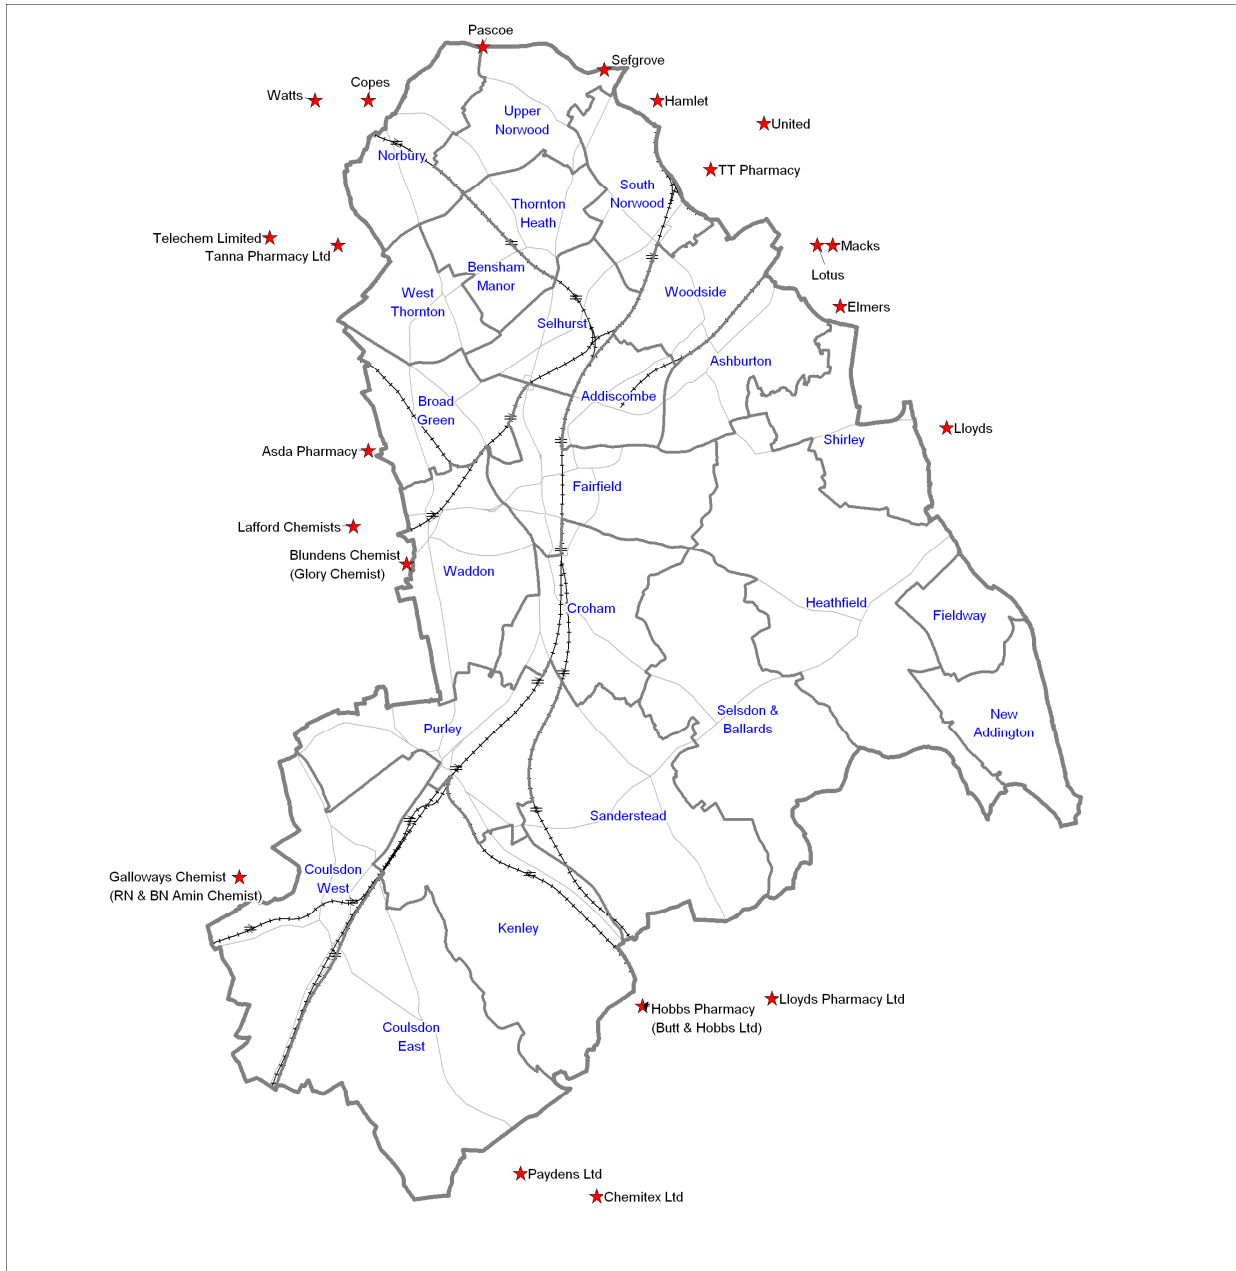 Pascoe
Sefgrove
Copes
Watts
Hamlet
Upper
Norwood
United
Norbury
TT Pharmacy
South
Norwood
Thornton
Heath
Telechem Limited
Tanna Pharmacy Ltd
Macks
Lotus
Bensham
Manor
West
Thornton
Woodside
Elmers
Selhurst
Ashburton
Addiscombe
Broad
Green
Lloyds
Shirley
Asda Pharmacy
Fairfield
Lafford Chemists
Blundens Chemist
(Glory Chemist)
Waddon
Croham
Heathfield
Fieldway
Selsdon &
Ballards
New
Addington
Purley
Sanderstead
Galloways Chemist
(RN & BN Amin Chemist)
Coulsdon
West
Kenley
Lloyds Pharmacy Ltd
Hobbs Pharmacy
(Butt & Hobbs Ltd)
Coulsdon
East
Paydens Ltd
Chemitex Ltd